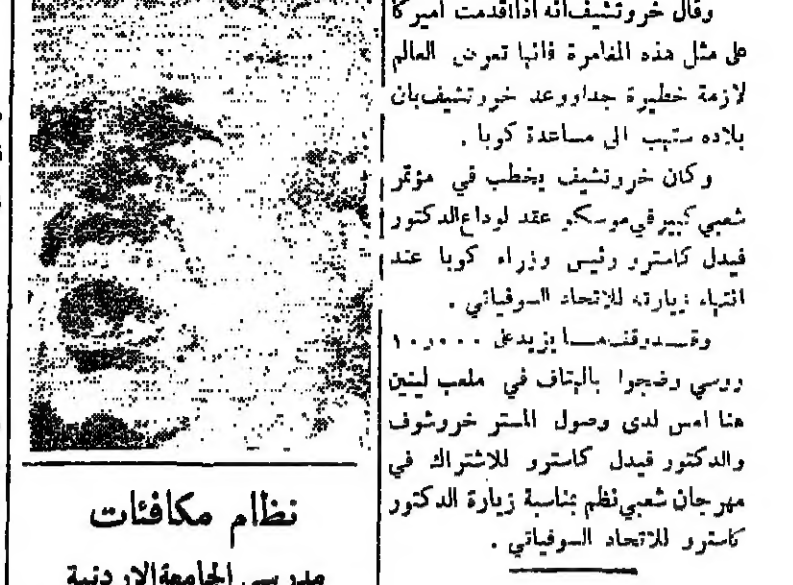 وقال خروتشيف انه اذا اقدمت اميركا
على مثل هذه المغامرة فانها تعرض العالم
لازمة خطيرة جدا ووعد خروتشيف بان
بلاده ستهب الى مساعدة كوبا .
وكان خروتشيف يخطب في مؤتمر
شعبي كبير في موسكو عقد لوداع الدكتور
فيدل كاسترو رئيس وزراء كوبا عند
انتهاء زيارته للاتحاد السوفياتي .
وقد وقف ما يزيد على
روسي وضجوا بالهتاف في ملعب لينين
هنا امس لدى وصول المستر خروشوف
والدكتور فيدل كاسترو للاشتراك في
مهرجان شعبي نظم بمناسبة زيارة الدكتور
كاسترو للاتحاد السوفياتي .
نظام مكافئات
مدرسي الجامعة الاردنية